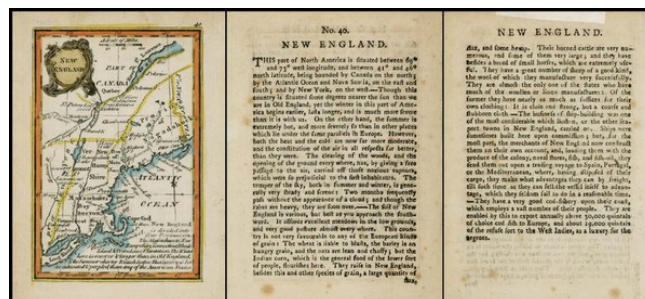 NEW
ENGLAND
PART OF
CANADA
Quebec
ATLANTIC
OCEAN
No. 40.
NEW ENGLAND.
THIS part of North America is situated between 69°
and 75° west longitude, and between 41° and 46°
north latitude, being bounded by Canada on the north;
by the Atlantic Ocean and Nova Scotia, on the east and
south; and by New York, on the west.—Though this
country is situated some degrees nearer the sun than we
are in Old England, yet the winter in this part of Ame-
rica begins earlier, lasts longer, and is much more severe
than it is with us. On the other hand, the summer is
extremely hot, and more fervently so than in other places
which lie under the same parallels in Europe. However,
both the heat and the cold are now far more moderate,
and the constitution of the air in all respects far better,
than they were. The clearing of the woods, and the
opening of the ground every where, has, by giving a free
passage to the air, carried off those noxious vapours,
which were so prejudicial to the first inhabitants. The
temper of the sky, both in summer and winter, is gene-
rally very steady and serene. Two months frequently
pass without the appearance of a cloud; and though the
rains are heavy, they are soon over.—The soil of New
England is various, but best as you approach the south-
ward. It affords excellent meadows in the low grounds,
and very good pasture almost every where. This coun-
try is not very favourable to any of the European kinds
of grain: The wheat is liable to blasts, the barley is an
hungry grain, and the oats are lean and chaffy; but the
Indian corn, which is the general food of the lower sort
of people, flourishes here. They raise in New England,
besides this and other species of grain, a large quantity of
flax,
NEW ENGLAND.
flax, and some hemp. Their horned cattle are very nu-
merous, and some of them very large; and they have
besides a breed of small horses, which are extremely use-
ful. They have a great number of sheep of a good kind,
the wool of which they manufacture very successfully.
They are almost the only one of the States who have
much of the woollen or linen manufactures: Of the
former they have nearly as much as suffices for their
own clothing: It is close and strong, but a coarse and
stubborn cloth.—The business of ship-building was one
of the most considerable which
port towns in New England, carried on. Ships were
sometimes built here upon commission; but, for the
most part, the merchants of New England now construct
them on their own account, and, loading them with the
produce of the colony, naval stores, fish, and fish-oil, they
send them out upon a trading voyage to Spain, Portugal,
or the Mediterranean, where, having disposed of their
cargo, they make what advantages they can by freight,
till such time as they can sell the vessel itself to advan-
tage, which they seldom fail to do in a reasonable time.
—They have a very good cod-fishery upon their coast,
which employs a vast number of their people. They are
enabled by this to export annually above 30,000 quintals
of choice cod fish to Europe, and about 19,000 quintals
of the refuse sort to the West Indies, as a luxury for the
negroes.